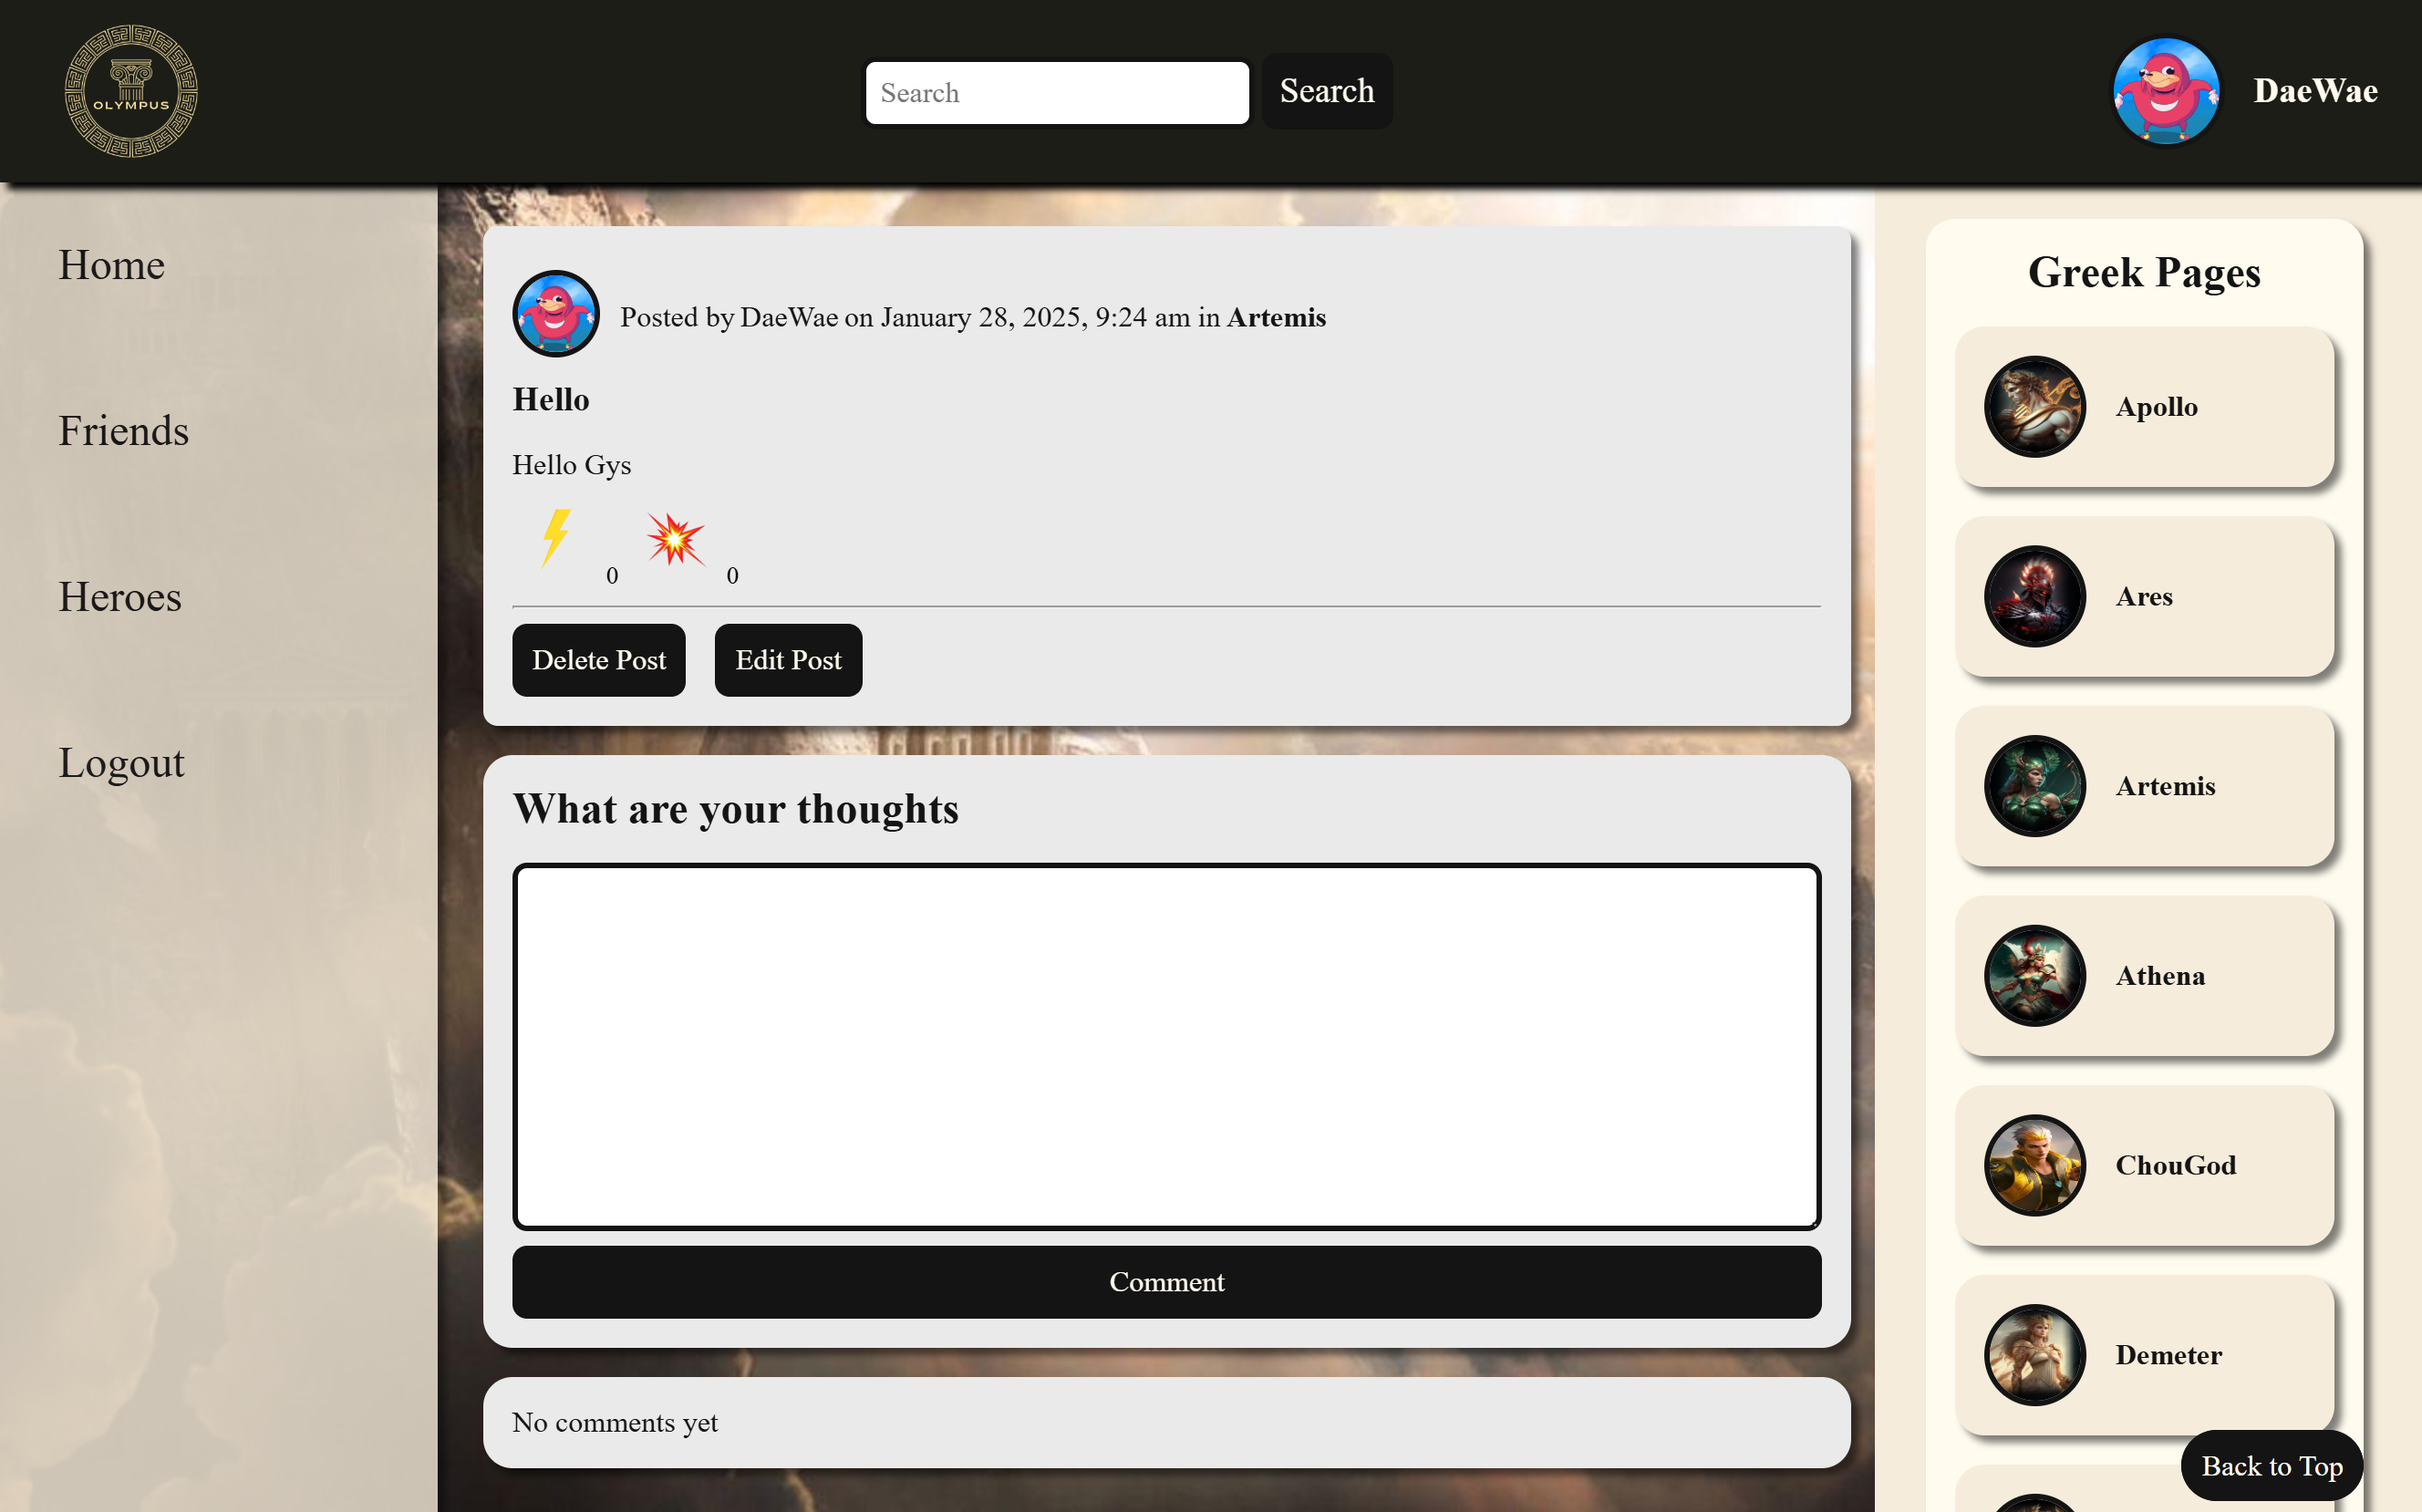 OLYMPUS
Search
Search
DaeWae
Home
Friends
Heroes
Logout
Posted by DaeWae on January 28, 2025, 9:24 am in Artemis
Hello
Hello Gys
0
0
Delete Post
Edit Post
What are your thoughts
Comment
No comments yet
Greek Pages
Apollo
Ares
Artemis
Athena
ChouGod
Demeter
Back to Top